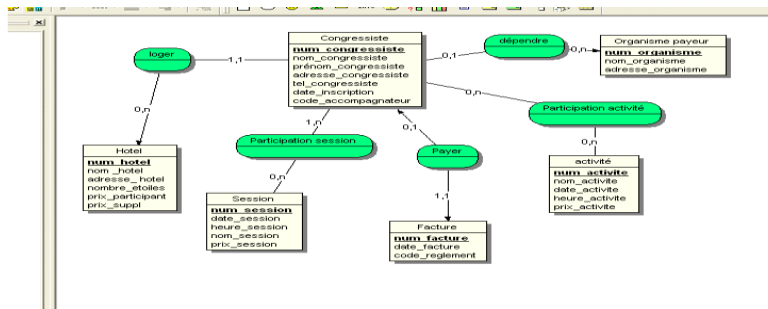 Congressiste
num_congressiste
nom_congressiste
prénom_congressiste
adresse_congressiste
tel_congressiste
date_inscription
code_accompagnateur
loger
1,1
0,n
dépendre
0,1
0,n
Organisme payeur
num_organisme
nom_organisme
adresse_organisme
0,n
Participation activité
0,n
1,n
Participation session
0,n
0,1
Payer
1,1
Hotel
num_hotel
nom _hotel
adresse_ hotel
nombre_etoiles
prix_participant
prix_suppl
activité
num_activite
nom_activite
date_activite
heure_activite
prix_activite
Session
num_session
date_session
heure_session
nom_session
prix_session
Facture
num_facture
date_facture
code_reglement